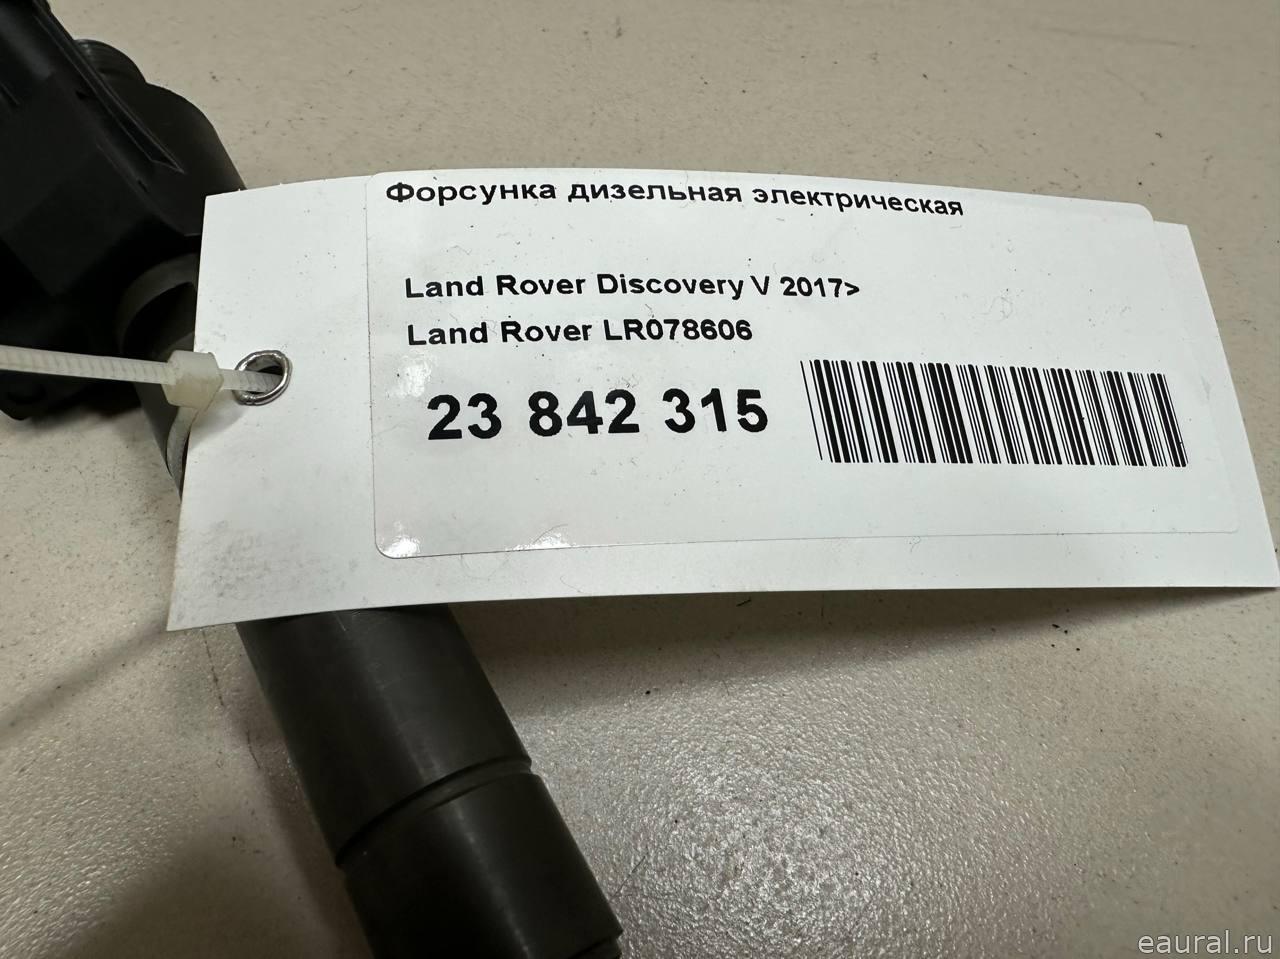 Форсунка дизельная электрическая
Land Rover Discovery V 2017>
Land Rover LR078606
23 842 315
eaural.ru